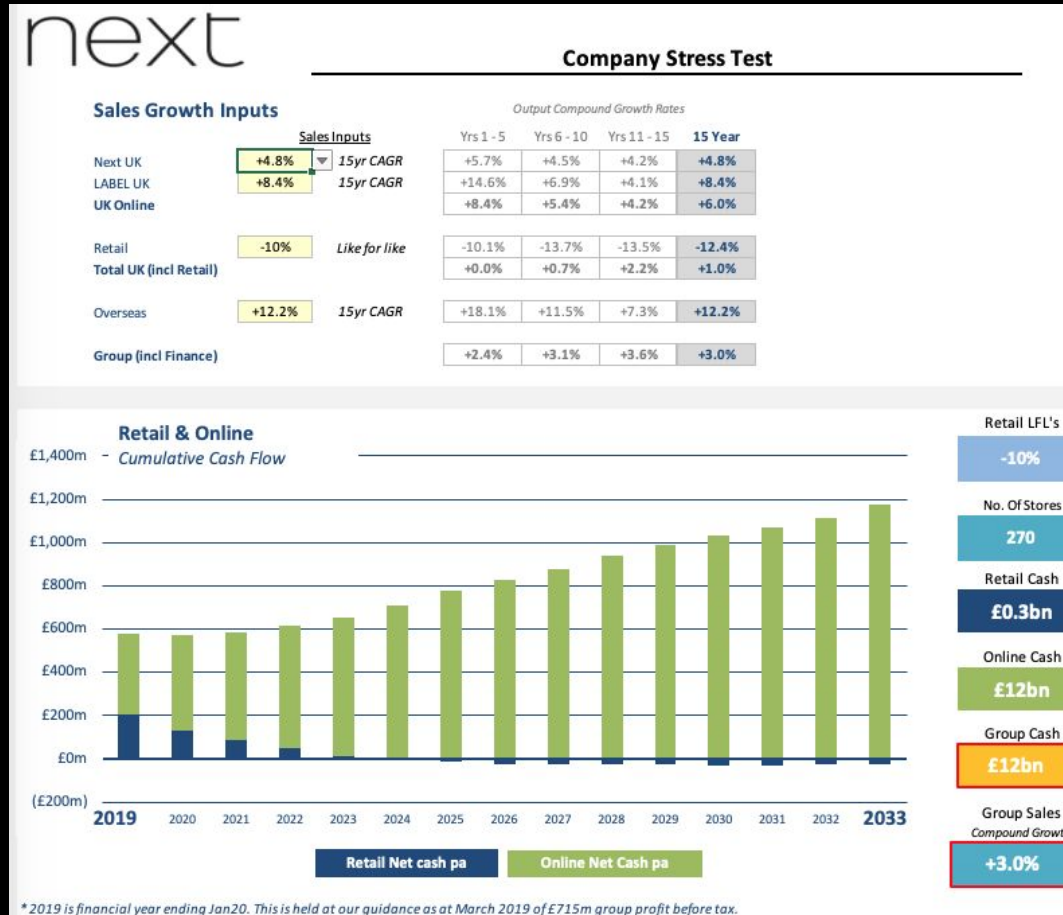 next
Company Stress Test
Sales Growth Inputs
Output Compound Growth Rates
Sales Inputs Yrs 1 - 5 Yrs 6 - 10 Yrs 11 - 15 15 Year
Next UK +4.8% 15yr CAGR +5.7% +4.5% +4.2% +4.8%
LABEL UK +8.4% 15yr CAGR +14.6% +6.9% +4.1% +8.4%
UK Online +8.4% +5.4% +4.2% +6.0%
Retail -10% Like for like -10.1% -13.7% -13.5% -12.4%
Total UK (incl Retail) +0.0% +0.7% +2.2% +1.0%
Overseas +12.2% 15yr CAGR +18.1% +11.5% +7.3% +12.2%
Group (incl Finance) +2.4% +3.1% +3.6% +3.0%
Retail & Online
Cumulative Cash Flow
£1,400m
£1,200m
£1,000m
£800m
£600m
£400m
£200m
£0m
(£200m)
2019 2020 2021 2022 2023 2024 2025 2026 2027 2028 2029 2030 2031 2032 2033
Retail Net cash pa Online Net Cash pa
Retail LFL's
-10%
No. Of Stores
270
Retail Cash
£0.3bn
Online Cash
£12bn
Group Cash
£12bn
Group Sales
Compound Growt
+3.0%
* 2019 is financial year ending Jan20. This is held at our guidance as at March 2019 of £715m group profit before tax.